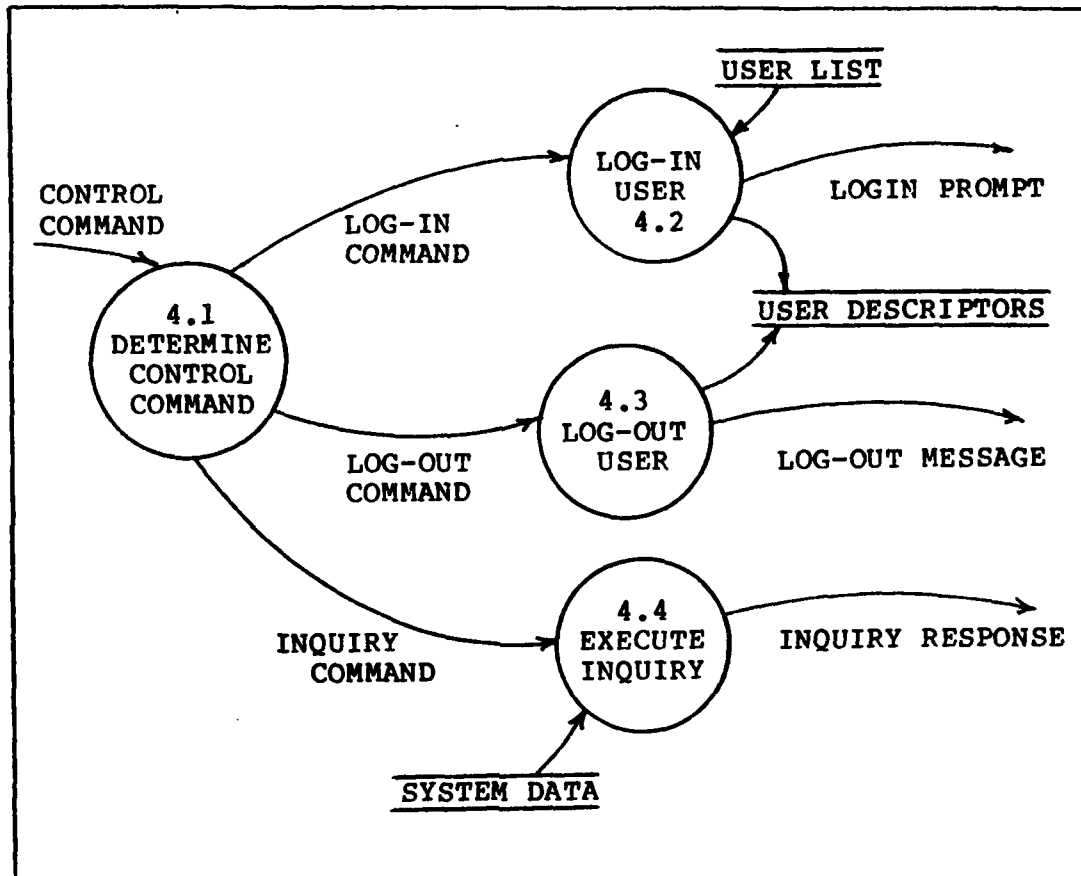 USER LIST
LOG-IN
USER
4.2
LOGIN PROMPT
CONTROL
COMMAND
LOG-IN
COMMAND
USER DESCRIPTORS
4.1
DETERMINE
CONTROL
COMMAND
4.3
LOG-OUT
USER
LOG-OUT MESSAGE
LOG-OUT
COMMAND
4.4
EXECUTE
INQUIRY
INQUIRY RESPONSE
INQUIRY
COMMAND
SYSTEM DATA